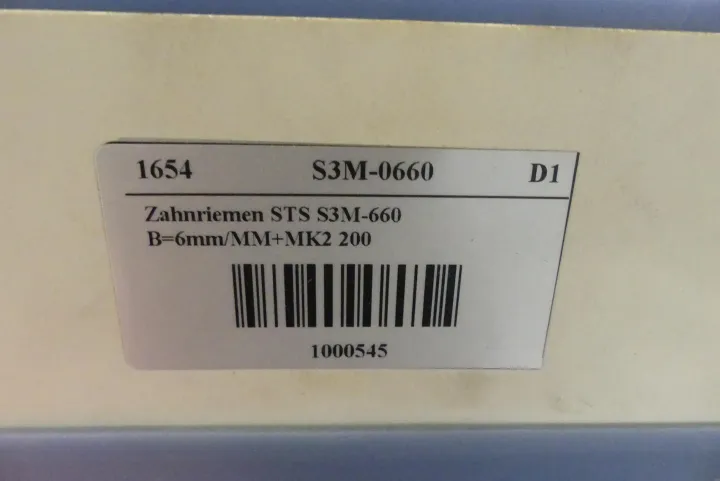 1654 S3M-0660 D1
Zahnriemen STS S3M-660
B=6mm/MM+MK2 200
1000545